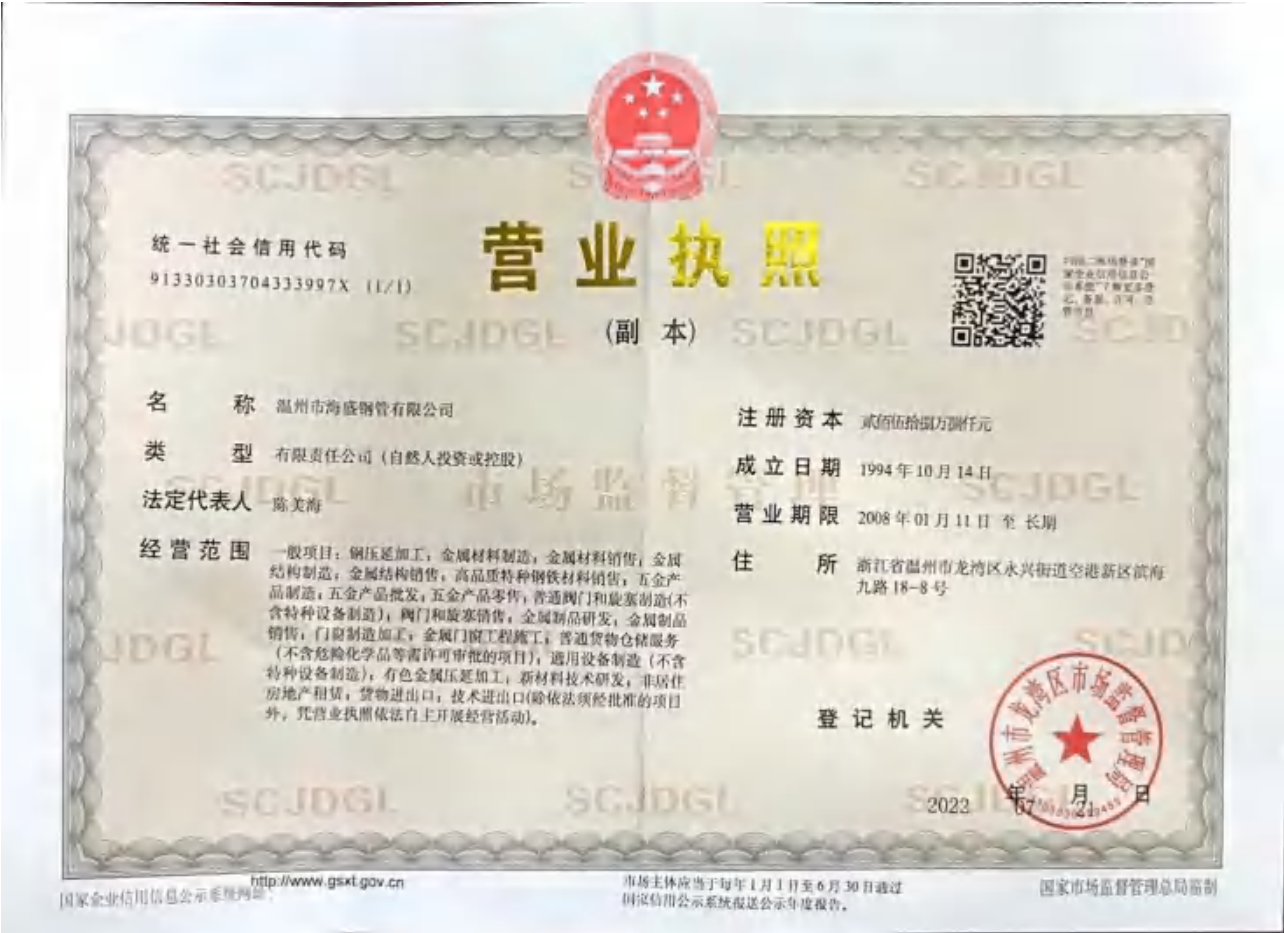 统一社会信用代码
91330303704333997X (1/1)
营业执照
(副 本)
名 称 温州市海盛钢管有限公司
类 型 有限责任公司（自然人投资或控股）
法定代表人 陈美海
经营范围 一般项目：钢压延加工；金属材料制造；金属材料销售；金属
结构制造；金属结构销售；高品质特种钢铁材料销售；五金产
品制造；五金产品批发；五金产品零售；普通阀门和旋塞制造(不
含特种设备制造)；阀门和旋塞销售；金属制品研发；金属制品
销售；门窗制造加工；金属门窗工程施工；普通货物仓储服务
（不含危险化学品等需许可审批的项目）；通用设备制造（不含
特种设备制造）；有色金属压延加工；新材料技术研发；非居住
房地产租赁；货物进出口；技术进出口(除依法须经批准的项目
外，凭营业执照依法自主开展经营活动)。
注册资本 贰佰伍拾捌万捌仟元
成立日期 1994年10月14日
营业期限 2008年01月11日 至 长期
住 所 浙江省温州市龙湾区永兴街道空港新区滨海
九路18-8号
登记机关
温州市龙湾区市场监督管理局
2022年07月21日
SCJDGL
市场监督管理
国家企业信用信息公示系统网址：
http://www.gsxt.gov.cn
市场主体应当于每年1月1日至6月30日通过
国家信用公示系统报送公示年度报告。
国家市场监督管理总局监制